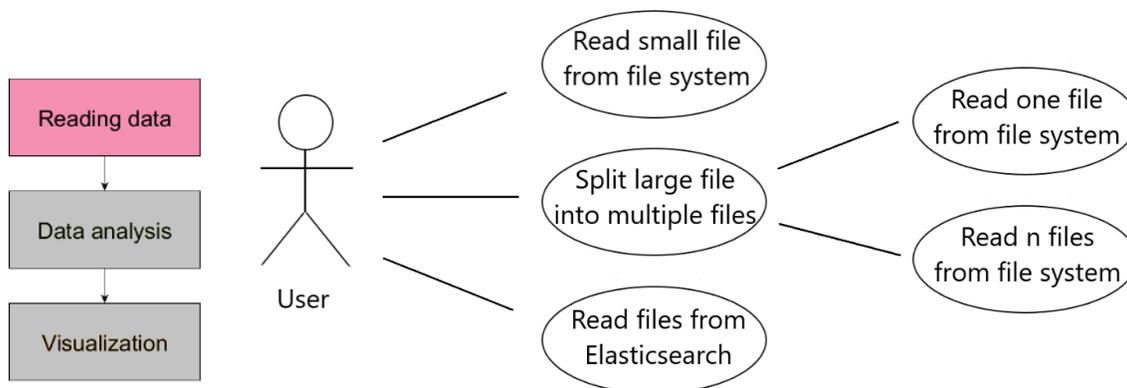 Reading data
Data analysis
Visualization
User
Read small file
from file system
Split large file
into multiple files
Read files from
Elasticsearch
Read one file
from file system
Read n files
from file system